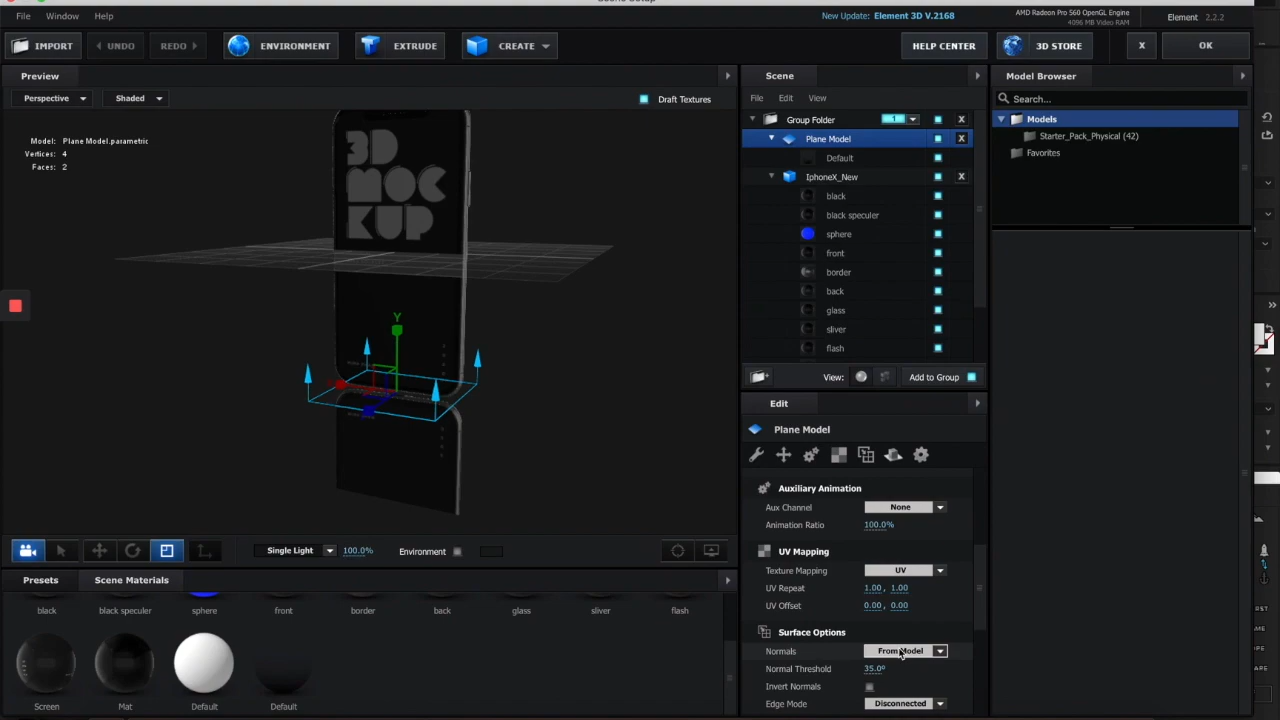 File Window Help
New Update: Element 3D V.2168
AMD Radeon Pro 560 OpenGL Engine
4096 MB Video RAM
Element 2.2.2
IMPORT UNDO REDO ENVIRONMENT EXTRUDE CREATE HELP CENTER 3D STORE X OK
Preview
Perspective Shaded Draft Textures
Model: Plane Model.parametric
Vertices: 4
Faces: 2
3D
MOC
KUP
Y
Single Light 100.0% Environment
Presets Scene Materials
black black speculer sphere front border back glass sliver flash
Screen Mat Default Default
Scene
File Edit View
Group Folder 1 X
Plane Model X
Default
IphoneX_New X
black
black speculer
sphere
front
border
back
glass
sliver
flash
View: Add to Group
Edit
Plane Model
Auxiliary Animation
Aux Channel None
Animation Ratio 100.0%
UV Mapping
Texture Mapping UV
UV Repeat 1.00, 1.00
UV Offset 0.00, 0.00
Surface Options
Normals From Model
Normal Threshold 35.0°
Invert Normals
Edge Mode Disconnected
Model Browser
Search...
Models
Starter_Pack_Physical (42)
Favorites